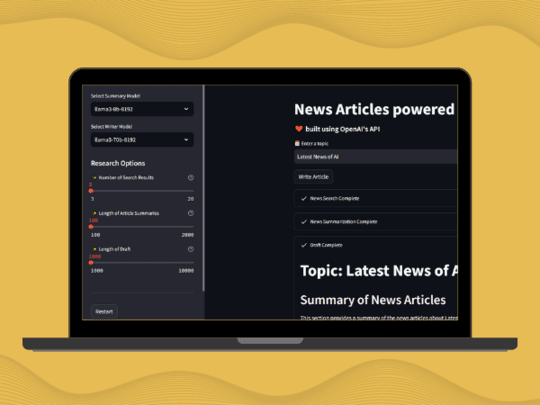 Select Summary Model
llama3-8b-8192
Select Writer Model
llama3-70b-8192
Research Options
Number of Search Results
3
3 20
Length of Article Summaries
100
100 2000
Length of Draft
1000
1000 10000
Restart
News Articles powered
built using OpenAI's API
Enter a topic
Latest News of AI
Write Article
News Search Complete
News Summarization Complete
Draft Complete
Topic: Latest News of A
Summary of News Articles
This section provides a summary of the news articles about Latest